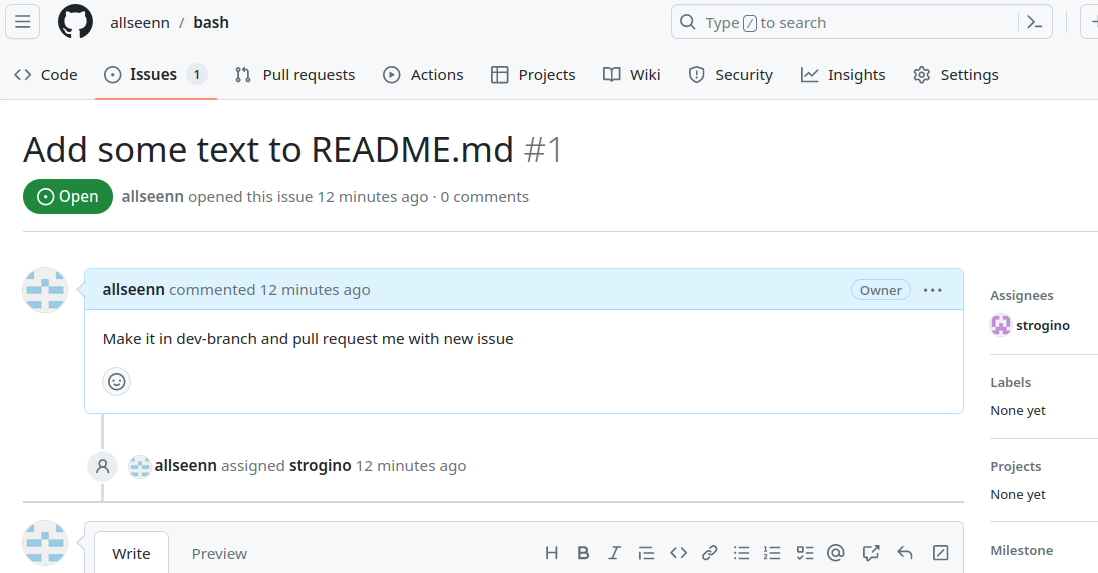 allseenn / bash
Type / to search
Code Issues 1 Pull requests Actions Projects Wiki Security Insights Settings
Add some text to README.md #1
Open allseenn opened this issue 12 minutes ago · 0 comments
allseenn commented 12 minutes ago Owner
Make it in dev-branch and pull request me with new issue
allseenn assigned strogino 12 minutes ago
Write Preview
Assignees
strogino
Labels
None yet
Projects
None yet
Milestone